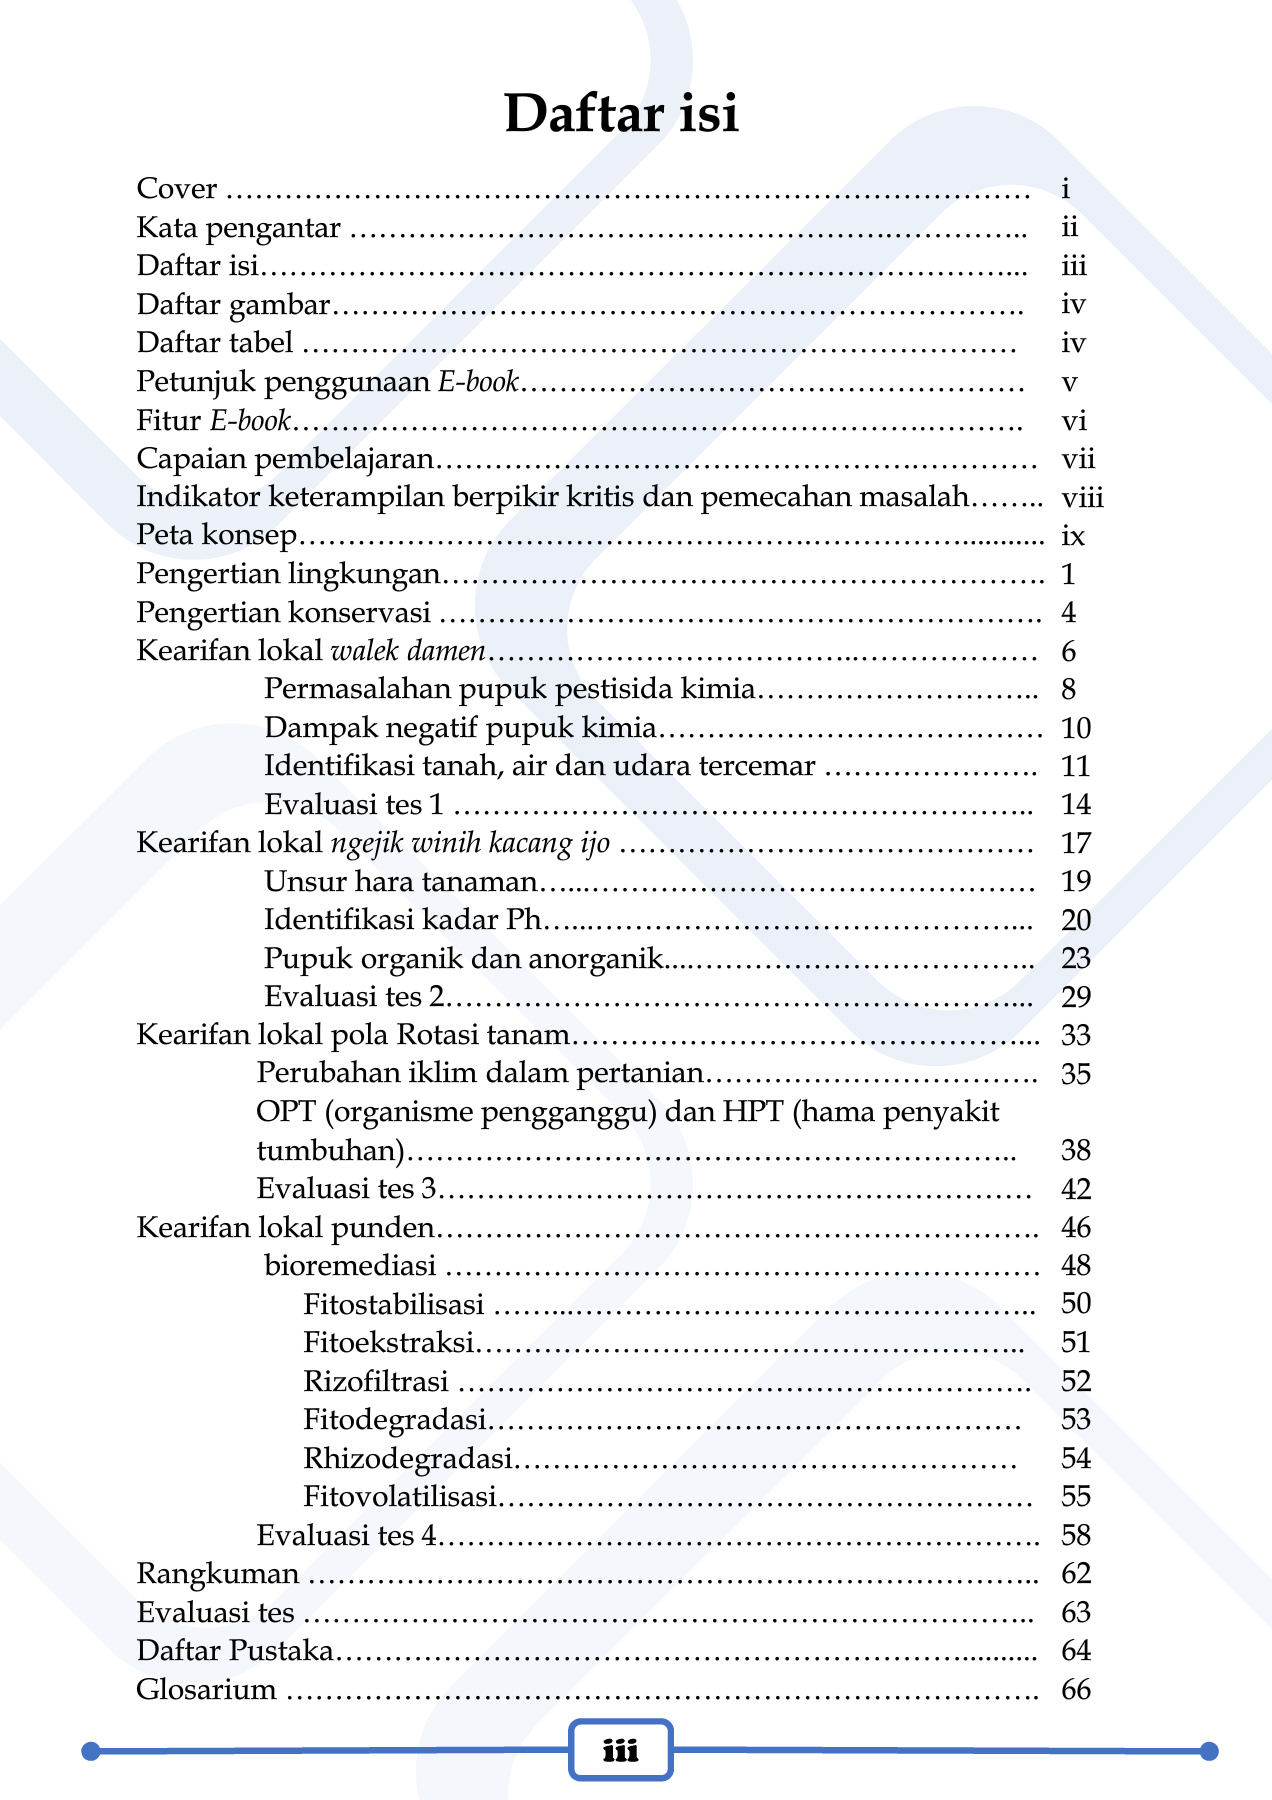 Daftar isi
Cover …………………………………………………………………………… i
Kata pengantar ………………………………………………….………….. ii
Daftar isi…………………………………………………………………... iii
Daftar gambar……………………………………………………………. iv
Daftar tabel ……………………………………………………………… iv
Petunjuk penggunaan E-book…………………………………………… v
Fitur E-book……………………………………………………….………. vi
Capaian pembelajaran………………………………………….………… vii
Indikator keterampilan berpikir kritis dan pemecahan masalah…….. viii
Peta konsep…………………………………………….…………….......... ix
Pengertian lingkungan…………………………………………………….. 1
Pengertian konservasi ……………………………………………………. 4
Kearifan lokal walek damen………………………………..……………… 6
Permasalahan pupuk pestisida kimia……………………….. 8
Dampak negatif pupuk kimia………………………………… 10
Identifikasi tanah, air dan udara tercemar …………………. 11
Evaluasi tes 1 ………………………………………………….. 14
Kearifan lokal ngejik winih kacang ijo …………………………………… 17
Unsur hara tanaman…...……………………………………… 19
Identifikasi kadar Ph…...……………………………………... 20
Pupuk organik dan anorganik...…………………………….. 23
Evaluasi tes 2…………………………………………………... 29
Kearifan lokal pola Rotasi tanam………………………………………... 33
Perubahan iklim dalam pertanian……………………………. 35
OPT (organisme pengganggu) dan HPT (hama penyakit
tumbuhan)…………………………………………………….. 38
Evaluasi tes 3…………………………………………………… 42
Kearifan lokal punden……………………………………………………. 46
bioremediasi …………………………………………………… 48
Fitostabilisasi ……...……………………………………….. 50
Fitoekstraksi……………………………………………….. 51
Rizofiltrasi …………………………………………………. 52
Fitodegradasi……………………………………………… 53
Rhizodegradasi…………………………………………… 54
Fitovolatilisasi……………………………………………… 55
Evaluasi tes 4……………………………………………………. 58
Rangkuman ……………………………………………………………….. 62
Evaluasi tes ……………………………………………………………….. 63
Daftar Pustaka……………………………………………………….......... 64
Glosarium …………………………………………………………………. 66
iii